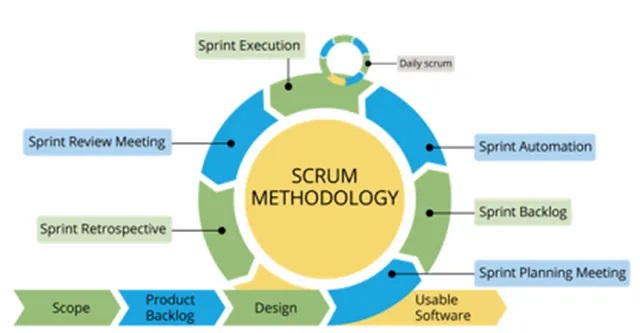 Sprint Execution
Daily scrum
Sprint Review Meeting
Sprint Automation
SCRUM
METHODOLOGY
Sprint Retrospective
Sprint Backlog
Sprint Planning Meeting
Scope
Product
Backlog
Design
Usable
Software